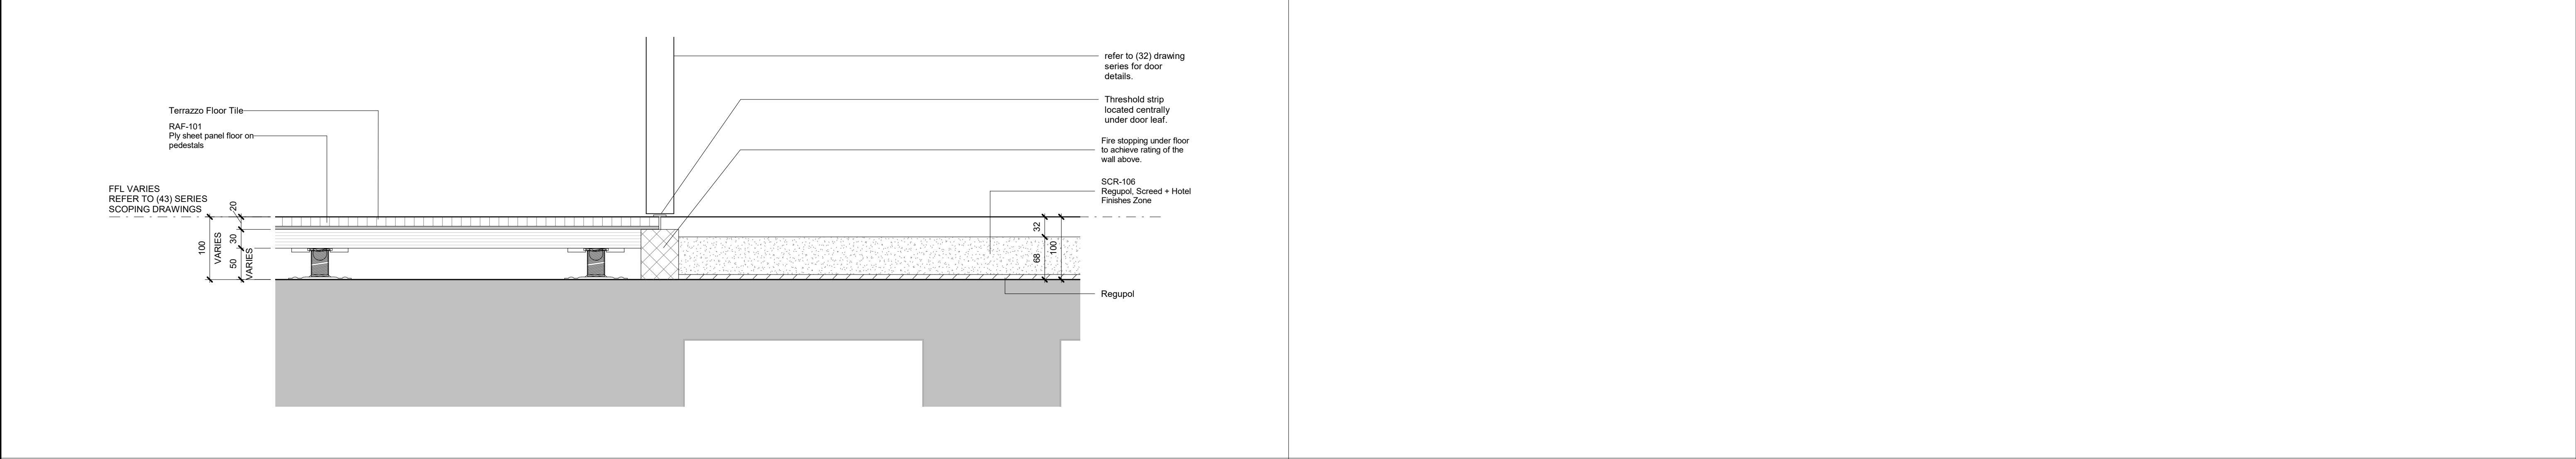 refer to (32) drawing
series for door
details.
Threshold strip
located centrally
under door leaf.
Terrazzo Floor Tile
RAF-101
Ply sheet panel floor on
pedestals
Fire stopping under floor
to achieve rating of the
wall above.
SCR-106
Regupol, Screed + Hotel
Finishes Zone
FFL VARIES
REFER TO (43) SERIES
SCOPING DRAWINGS
100
VARIES
20
30
50
VARIES
32
68
100
Regupol